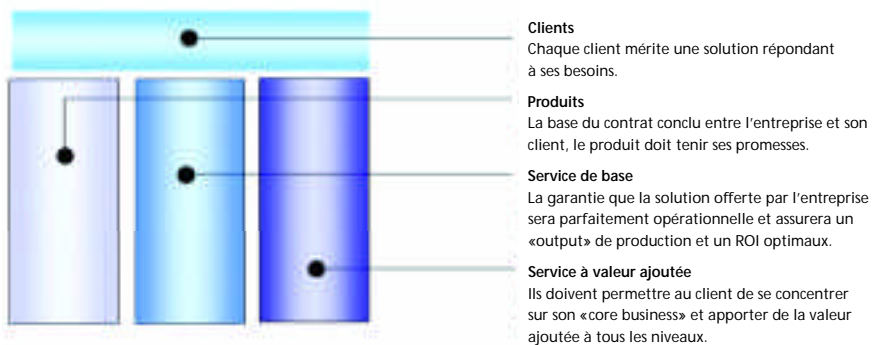 Clients
Chaque client mérite une solution répondant
à ses besoins.
Produits
La base du contrat conclu entre l'entreprise et son
client, le produit doit tenir ses promesses.
Service de base
La garantie que la solution offerte par l'entreprise
sera parfaitement opérationnelle et assurera un
«output» de production et un ROI optimaux.
Service à valeur ajoutée
Ils doivent permettre au client de se concentrer
sur son «core business» et apporter de la valeur
ajoutée à tous les niveaux.